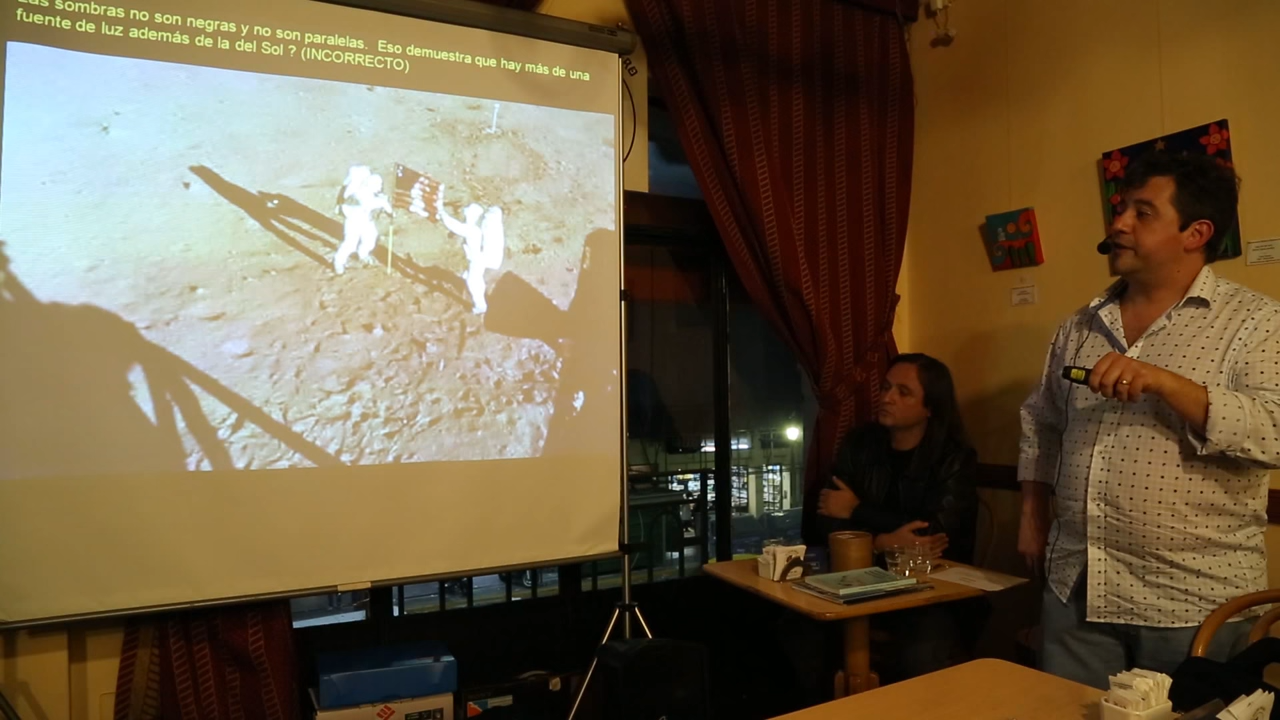 Las sombras no son negras y no son paralelas. Eso demuestra que hay más de una
fuente de luz además de la del Sol ? (INCORRECTO)